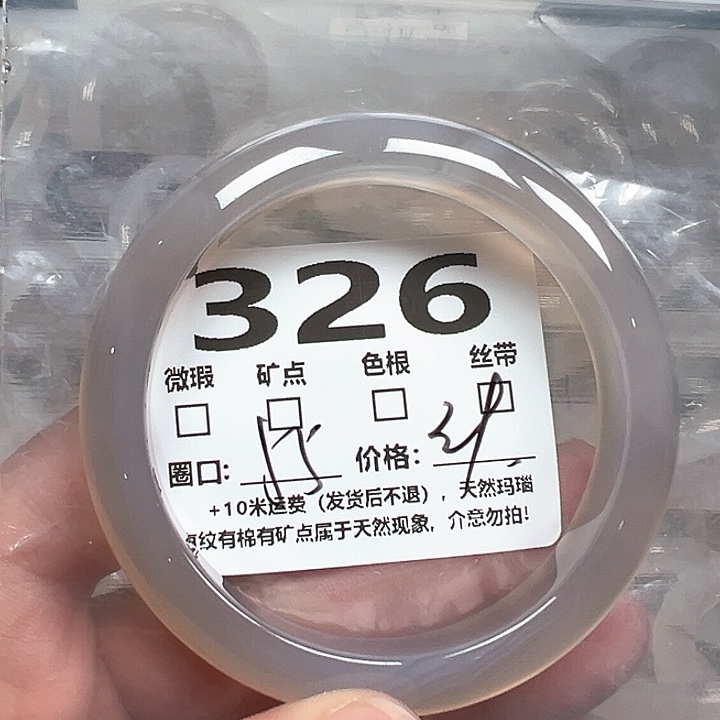 326
微瑕 矿点 色根 丝带
圈口: 价格:
+10米运费（发货后不退），天然玛瑙
纹有棉有矿点属于天然现象，介意勿拍！